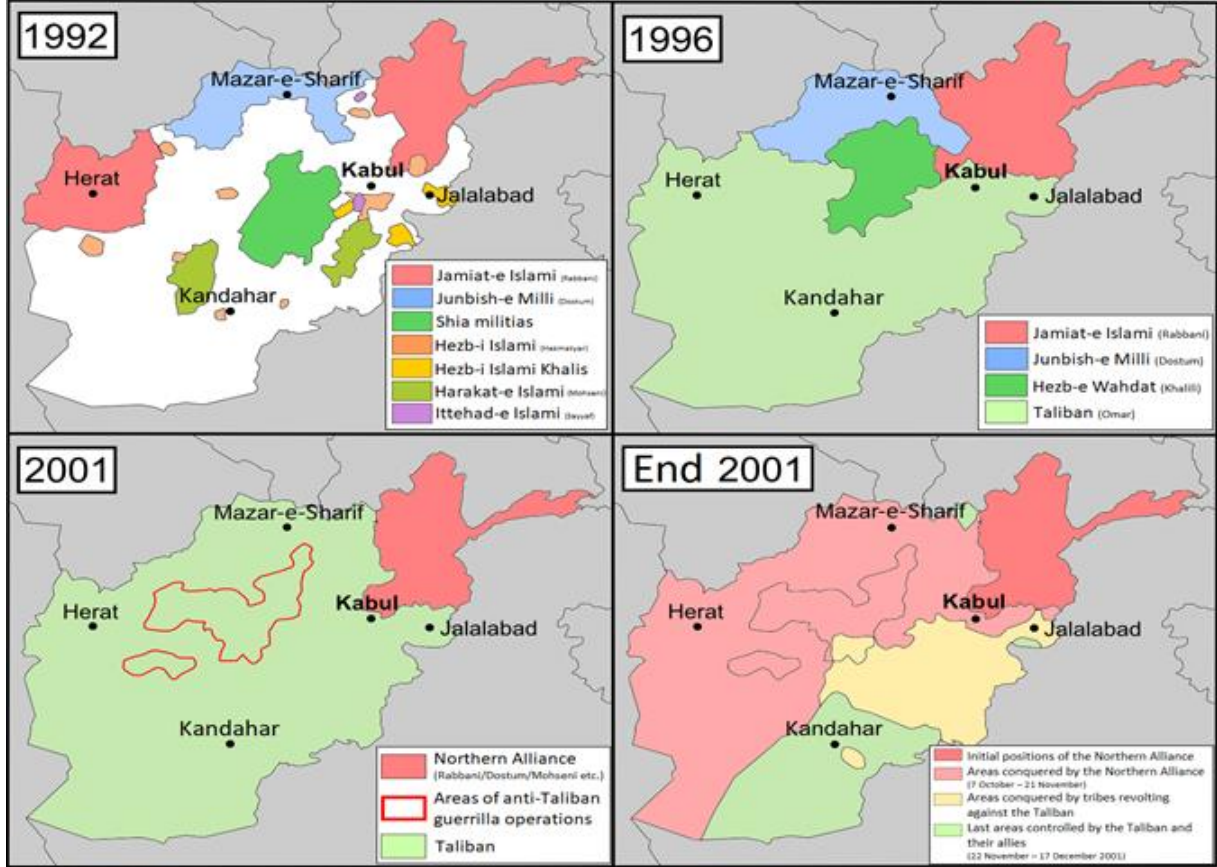 1992
Mazar-e-Sharif
Herat
Kabul
Jalalabad
Kandahar
Jamiat-e Islami (Rabbani)
Junbish-e Milli (Dostum)
Shia militias
Hezb-i Islami (Hekmatyar)
Hezb-i Islami Khalis
Harakat-e Islami (Mohseni)
Ittehad-e Islami (Sayyaf)
1996
Mazar-e-Sharif
Herat
Kabul
Jalalabad
Kandahar
Jamiat-e Islami (Rabbani)
Junbish-e Milli (Dostum)
Hezb-e Wahdat (Khalili)
Taliban (Omar)
2001
Mazar-e-Sharif
Herat
Kabul
Jalalabad
Kandahar
Northern Alliance
(Rabbani/Dostum/Mohseni etc.)
Areas of anti-Taliban
guerrilla operations
Taliban
End 2001
Mazar-e-Sharif
Herat
Kabul
Jalalabad
Kandahar
Initial positions of the Northern Alliance
Areas conquered by the Northern Alliance
(7 October – 21 November)
Areas conquered by tribes revolting
against the Taliban
Last areas controlled by the Taliban and
their allies
(22 November – 17 December 2001)